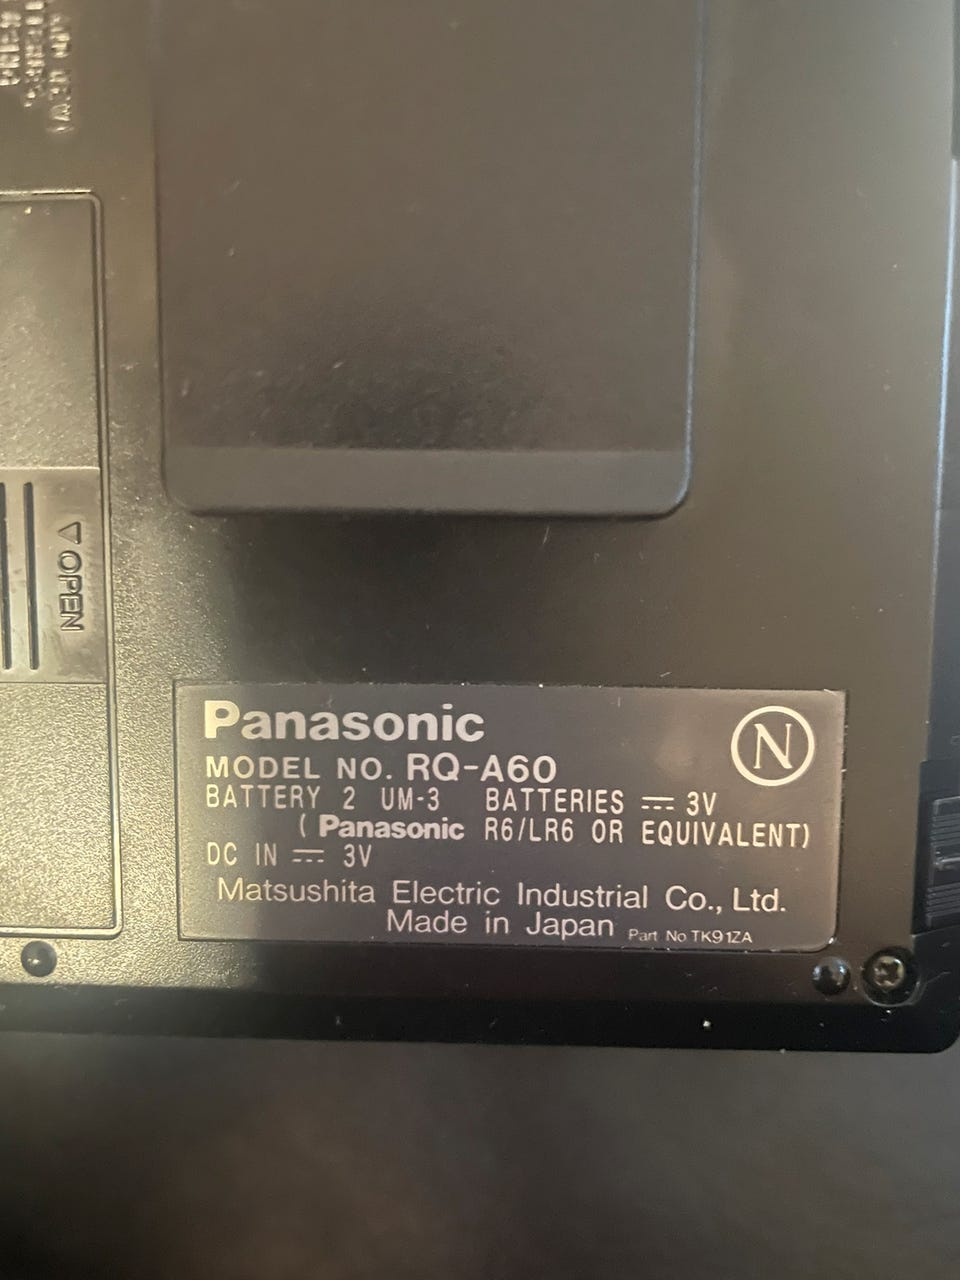 OPEN
Panasonic
N
MODEL NO. RQ-A60
BATTERY 2 UM-3 BATTERIES ⎓ 3V
(Panasonic R6/LR6 OR EQUIVALENT)
DC IN ⎓ 3V
Matsushita Electric Industrial Co., Ltd.
Made in Japan Part No TK91ZA